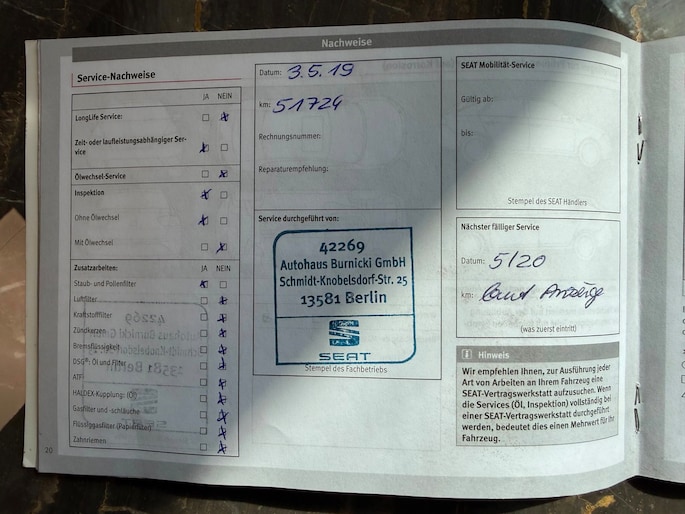 Nachweise
Service-Nachweise
JA NEIN
LongLife Service:
Zeit- oder laufleistungsabhängiger Ser-
vice
Ölwechsel-Service
Inspektion
Ohne Ölwechsel
Mit Ölwechsel
Zusatzarbeiten: JA NEIN
Staub- und Pollenfilter
Luftfilter
Kraftstofffilter
Zündkerzen
Bremsflüssigkeit
DSG®: Öl und Filter
ATF
HALDEX-Kupplung: (Öl)
Gasfilter und -schläuche
Flüssiggasfilter (Papierfilter)
Zahnriemen
20
Datum: 3.5.19
km: 51724
Rechnungsnummer:
Reparaturempfehlung:
Service durchgeführt von:
42269
Autohaus Burnicki GmbH
Schmidt-Knobelsdorf-Str. 25
13581 Berlin
SEAT
Stempel des Fachbetriebs
SEAT Mobilität-Service
Gültig ab:
bis:
Stempel des SEAT Händlers
Nächster fälliger Service
Datum: 5/20
km: laut Anzeige
(was zuerst eintritt)
Hinweis
Wir empfehlen Ihnen, zur Ausführung jeder
Art von Arbeiten an Ihrem Fahrzeug eine
SEAT-Vertragswerkstatt aufzusuchen. Wenn
die Services (Öl, Inspektion) vollständig bei
einer SEAT-Vertragswerkstatt durchgeführt
werden, bedeutet dies einen Mehrwert für Ihr
Fahrzeug.